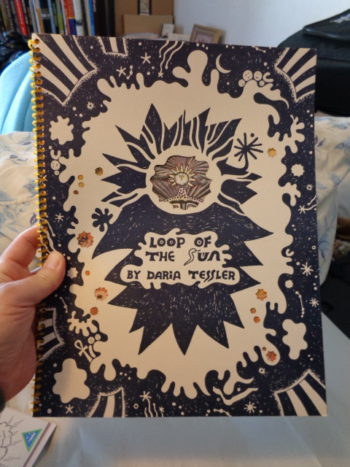 LOOP OF
THE SUN
BY DARIA TESSLER